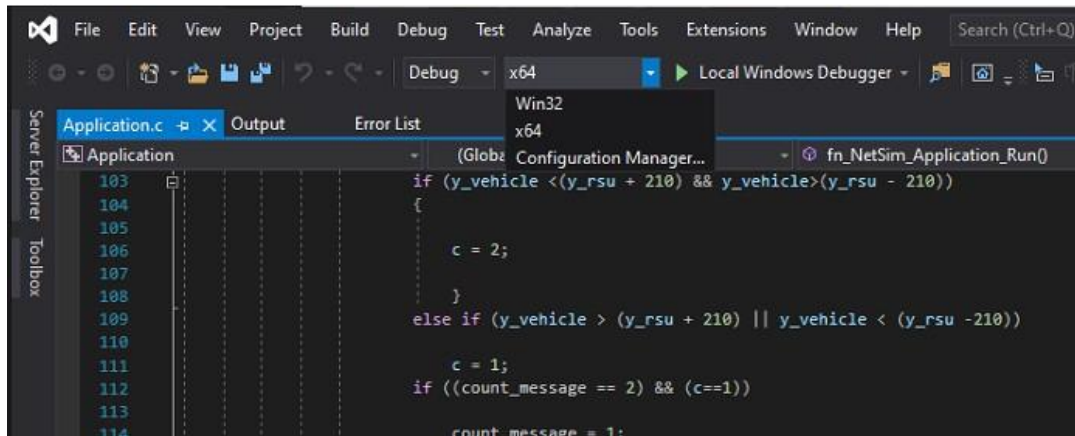 File Edit View Project Build Debug Test Analyze Tools Extensions Window Help Search (Ctrl+Q)
Debug x64 Local Windows Debugger
Win32
x64
Configuration Manager...
Server Explorer
Toolbox
Application.c Output Error List
Application (Globa fn_NetSim_Application_Run()
103 if (y_vehicle <(y_rsu + 210) && y_vehicle>(y_rsu - 210))
104 {
105
106 c = 2;
107
108 }
109 else if (y_vehicle > (y_rsu + 210) || y_vehicle < (y_rsu -210))
110
111 c = 1;
112 if ((count_message == 2) && (c==1))
113
114 count_message = 1;